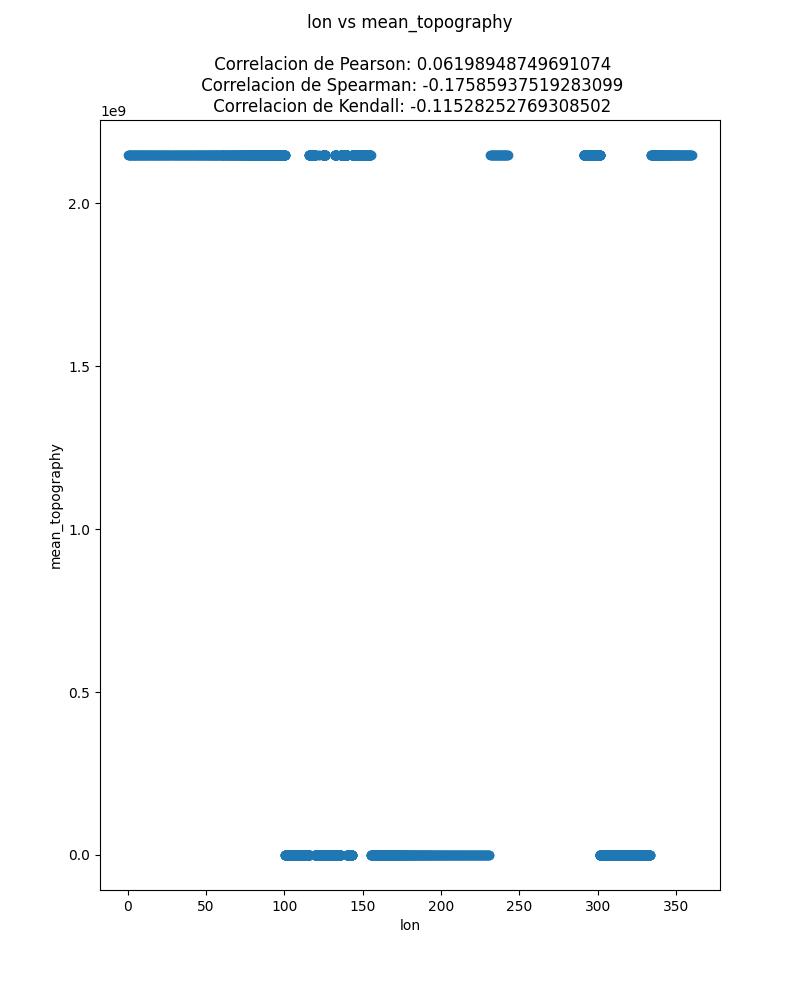 lon vs mean_topography
Correlacion de Pearson: 0.06198948749691074
Correlacion de Spearman: -0.17585937519283099
Correlacion de Kendall: -0.11528252769308502
1e9
2.0
1.5
1.0
0.5
0.0
mean_topography
0 50 100 150 200 250 300 350
lon